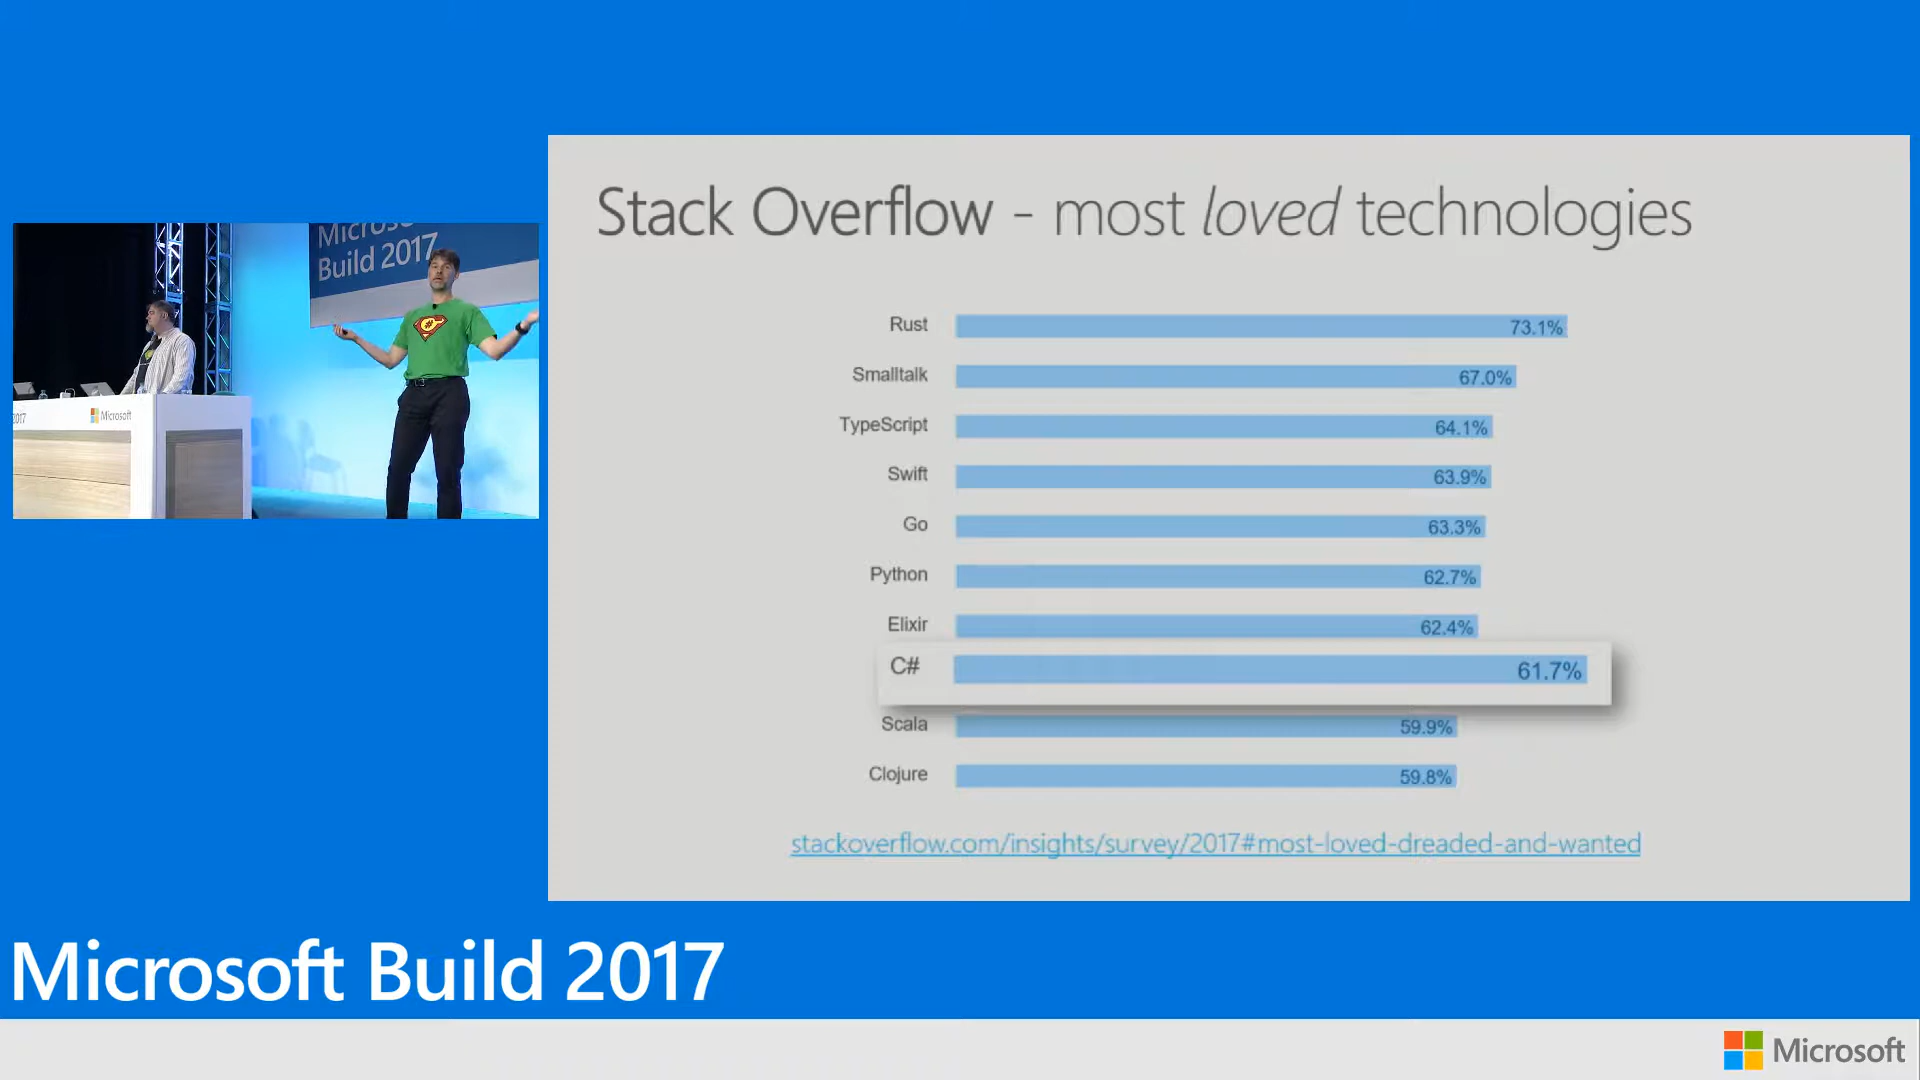 Stack Overflow - most loved technologies
Rust 73.1%
Smalltalk 67.0%
TypeScript 64.1%
Swift 63.9%
Go 63.3%
Python 62.7%
Elixir 62.4%
C# 61.7%
Scala 59.9%
Clojure 59.8%
stackoverflow.com/insights/survey/2017#most-loved-dreaded-and-wanted
Build 2017
2017
Microsoft
Microsoft Build 2017
Microsoft